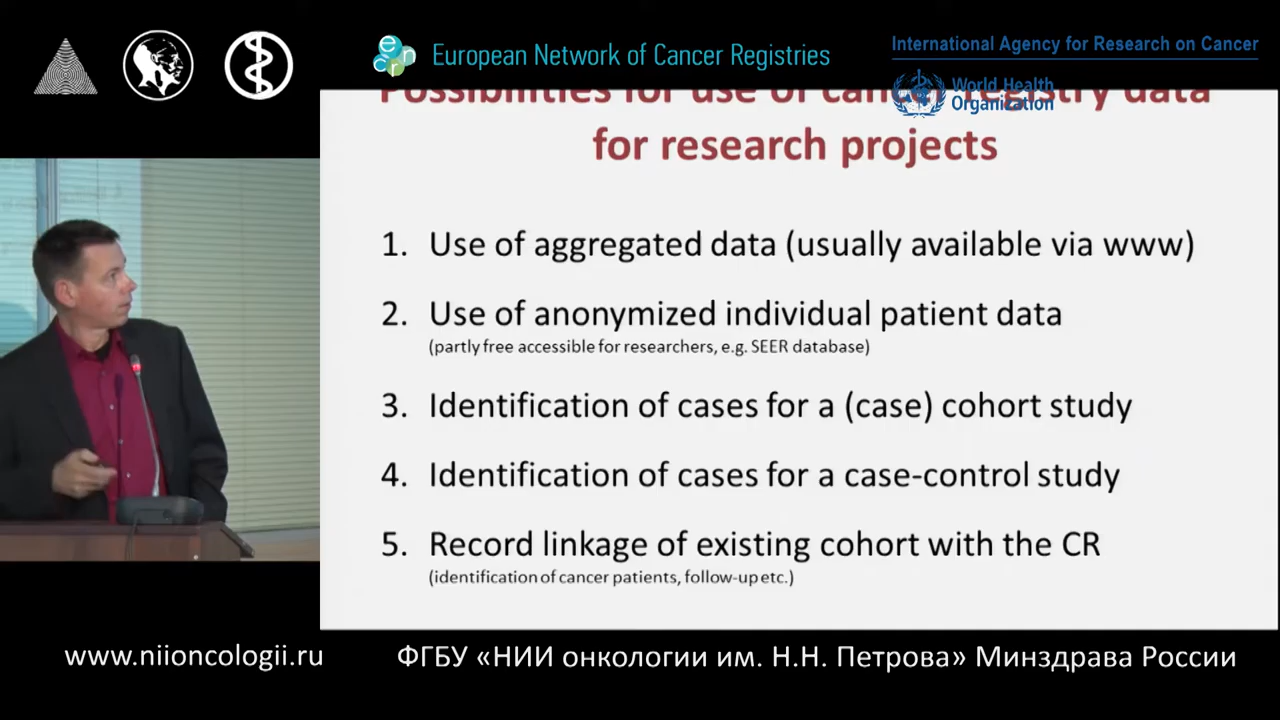 European Network of Cancer Registries
International Agency for Research on Cancer
World Health
Organization
Possibilities for use of cancer registry data
for research projects
1. Use of aggregated data (usually available via www)
2. Use of anonymized individual patient data
(partly free accessible for researchers, e.g. SEER database)
3. Identification of cases for a (case) cohort study
4. Identification of cases for a case-control study
5. Record linkage of existing cohort with the CR
(identification of cancer patients, follow-up etc.)
www.niioncologii.ru
ФГБУ «НИИ онкологии им. Н.Н. Петрова» Минздрава России